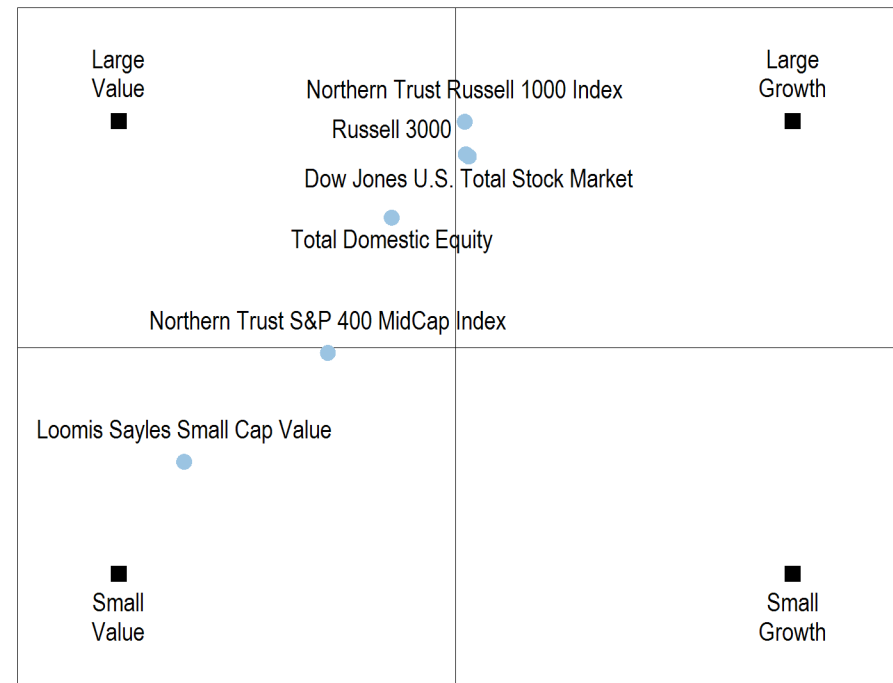 Large
Value
Large
Growth
Northern Trust Russell 1000 Index
Russell 3000
Dow Jones U.S. Total Stock Market
Total Domestic Equity
Northern Trust S&P 400 MidCap Index
Loomis Sayles Small Cap Value
Small
Value
Small
Growth